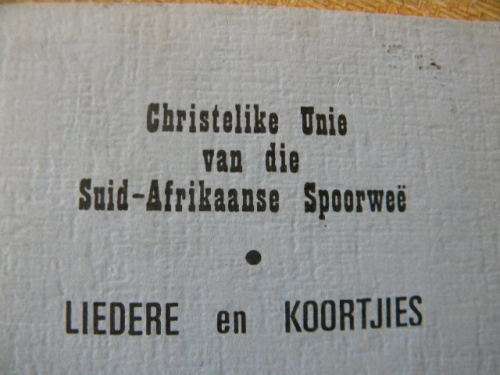 Christelike Unie
van die
Suid-Afrikaanse Spoorweë
•
LIEDERE en KOORTJIES